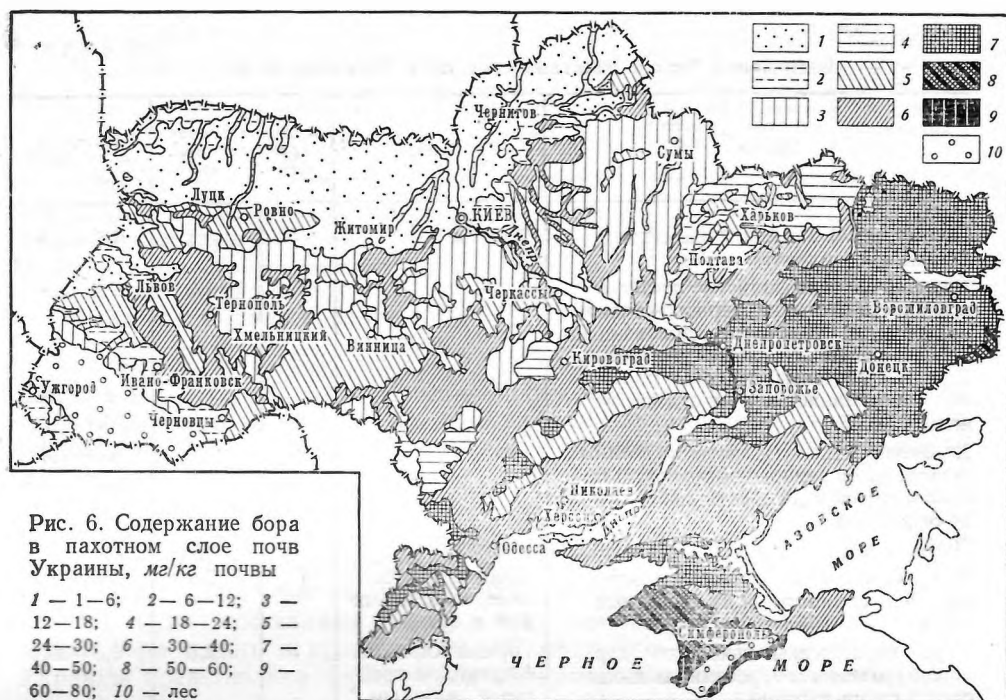 1 4 7
2 5 8
3 6 9
10
Чернигов
Сумы
Луцк
Ровно
Житомир
КИЕВ
Днепр
Харьков
Полтава
Львов
Тернополь
Черкассы
Ворошиловград
Хмельницкий
Винница
Кировоград
Днепропетровск
Донецк
Ужгород
Ивано-Франковск
Запорожье
Черновцы
Николаев
Херсон
Днепр
Одесса
АЗОВСКОЕ
МОРЕ
Симферополь
ЧЕРНОЕ МОРЕ
Рис. 6. Содержание бора
в пахотном слое почв
Украины, мг/кг почвы
1 — 1—6; 2 — 6—12; 3 —
12—18; 4 — 18—24; 5 —
24—30; 6 — 30—40; 7 —
40—50; 8 — 50—60; 9 —
60—80; 10 — лес